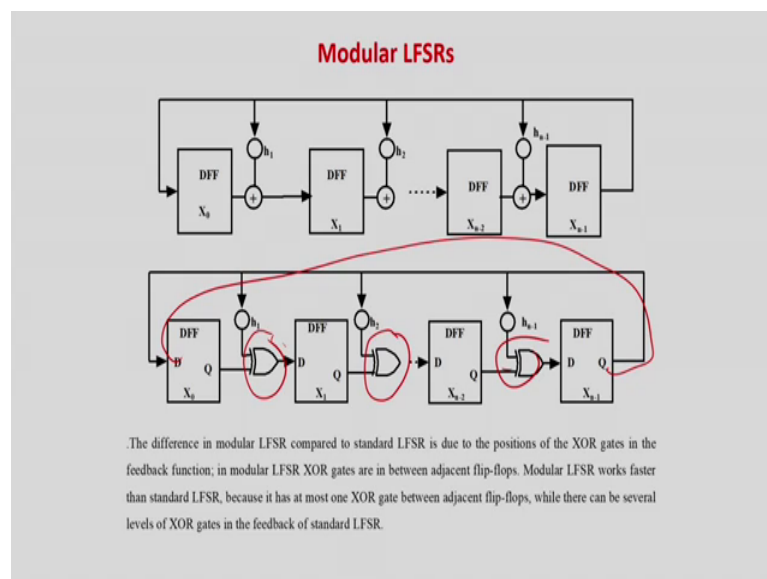 Modular LFSRs
h₁ h₂ hₙ₋₁
DFF DFF DFF DFF
+ + +
X₀ X₁ Xₙ₋₂ Xₙ₋₁
h₁ h₂ hₙ₋₁
DFF DFF DFF DFF
D D D D
Q Q Q Q
X₀ X₁ Xₙ₋₂ Xₙ₋₁
.The difference in modular LFSR compared to standard LFSR is due to the positions of the XOR gates in the
feedback function; in modular LFSR XOR gates are in between adjacent flip-flops. Modular LFSR works faster
than standard LFSR, because it has at most one XOR gate between adjacent flip-flops, while there can be several
levels of XOR gates in the feedback of standard LFSR.